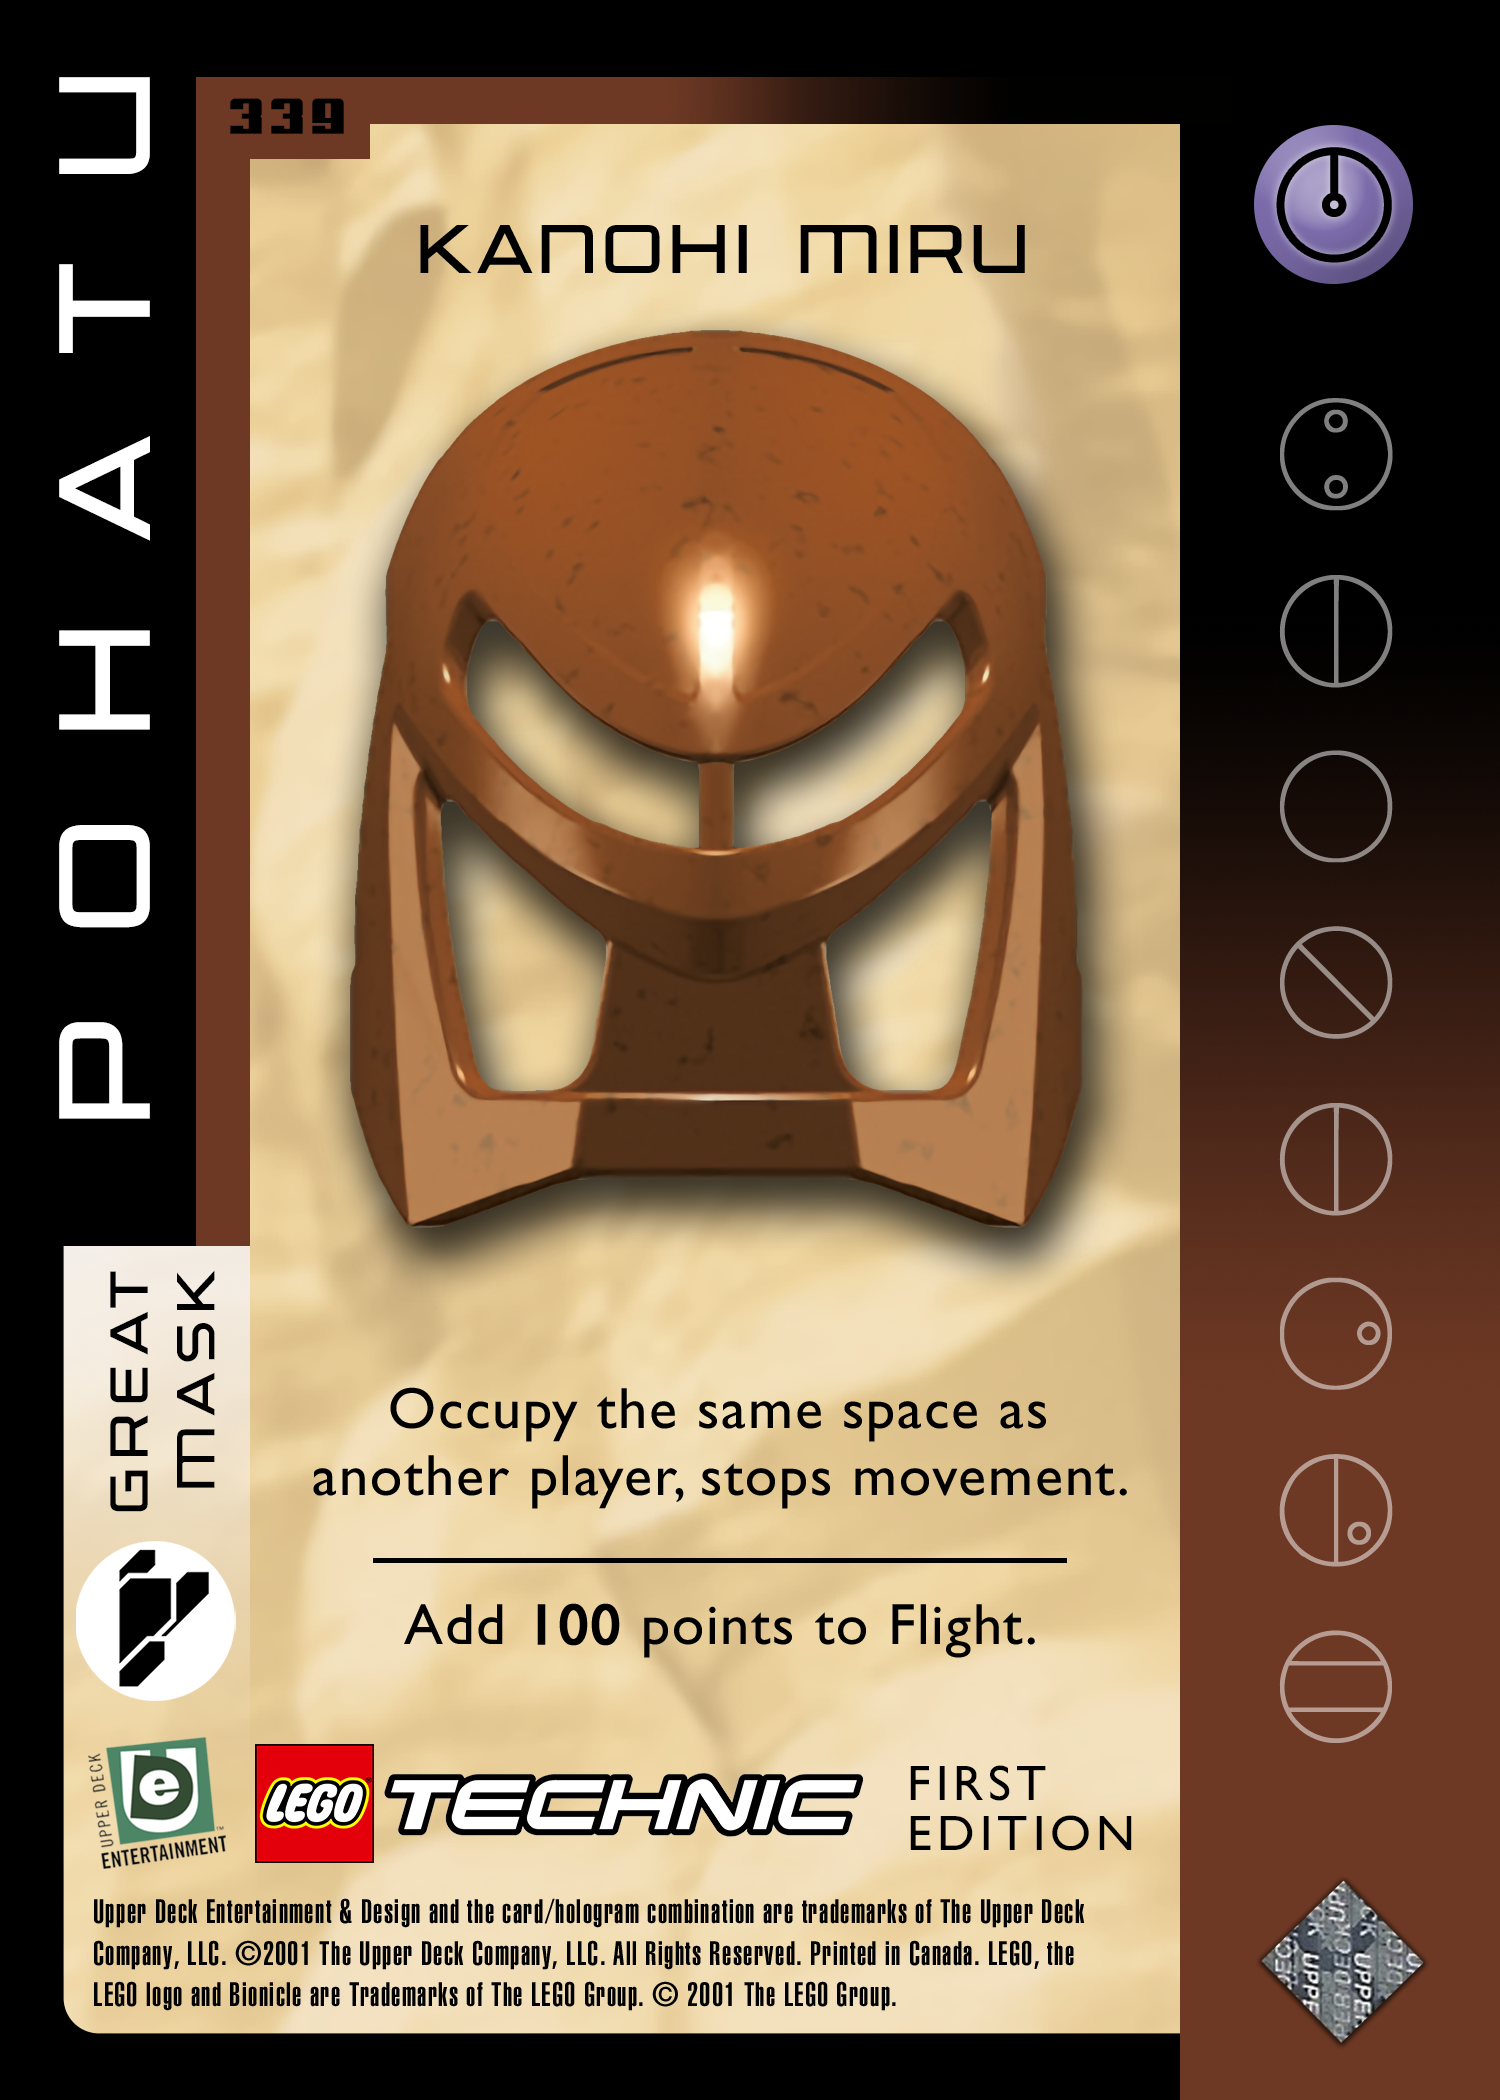 POHATU
339
KANOHI MIRU
GREAT
MASK
Occupy the same space as
another player, stops movement.
Add 100 points to Flight.
UPPER DECK
e
ENTERTAINMENT
™
LEGO
TECHNIC
FIRST
EDITION
Upper Deck Entertainment & Design and the card/hologram combination are trademarks of The Upper Deck
Company, LLC. ©2001 The Upper Deck Company, LLC. All Rights Reserved. Printed in Canada. LEGO, the
LEGO logo and Bionicle are Trademarks of The LEGO Group. © 2001 The LEGO Group.